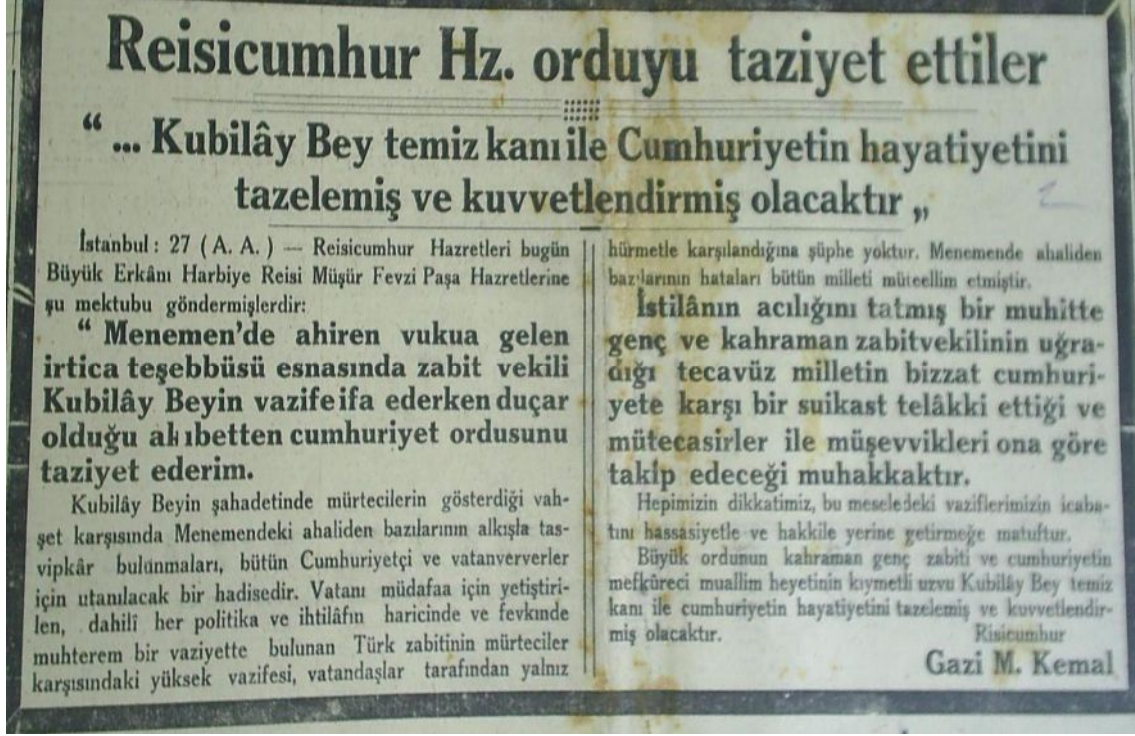 Reisicumhur Hz. orduyu taziyet ettiler
“ ... Kubilây Bey temiz kanı ile Cumhuriyetin hayatiyetini
tazelemiş ve kuvvetlendirmiş olacaktır „
İstanbul: 27 (A. A.) — Reisicumhur Hazretleri bugün
Büyük Erkânı Harbiye Reisi Müşür Fevzi Paşa Hazretlerine
şu mektubu göndermişlerdir:
“ Menemen'de ahiren vukua gelen
irtica teşebbüsü esnasında zabit vekili
Kubilây Beyin vazife ifa ederken duçar
olduğu akıbetten cumhuriyet ordusunu
taziyet ederim.
Kubilây Beyin şahadetinde mürtecilerin gösterdiği vah-
şet karşısında Menemendeki ahaliden bazılarının alkışla tas-
vipkâr bulunmaları, bütün Cumhuriyetçi ve vatanververler
için utanılacak bir hadisedir. Vatanı müdafaa için yetiştiri-
len, dahilî her politika ve ihtilâfın haricinde ve fevkinde
muhterem bir vaziyette bulunan Türk zabitinin mürteciler
karşısındaki yüksek vazifesi, vatandaşlar tarafından yalnız
hürmetle karşılandığına şüphe yoktur. Menemende ahaliden
bazılarının hataları bütün milleti müteellim etmiştir.
İstilânın acılığını tatmış bir muhitte
genç ve kahraman zabitvekilinin uğra-
dığı tecavüz milletin bizzat cumhuri-
yete karşı bir suikast telâkki ettiği ve
mütecasirler ile müşevvikleri ona göre
takip edeceği muhakkaktır.
Hepimizin dikkatimiz, bu meseledeki vaziflerimizin icaba-
tını hassasiyetle ve hakkile yerine getirmeğe matuftur.
Büyük ordunun kahraman genç zabiti ve cumhuriyetin
mefkûreci muallim heyetinin kıymetli uzvu Kubilây Bey temiz
kanı ile cumhuriyetin hayatiyetini tazelemiş ve kuvvetlendir-
miş olacaktır.
Risicumhur
Gazi M. Kemal